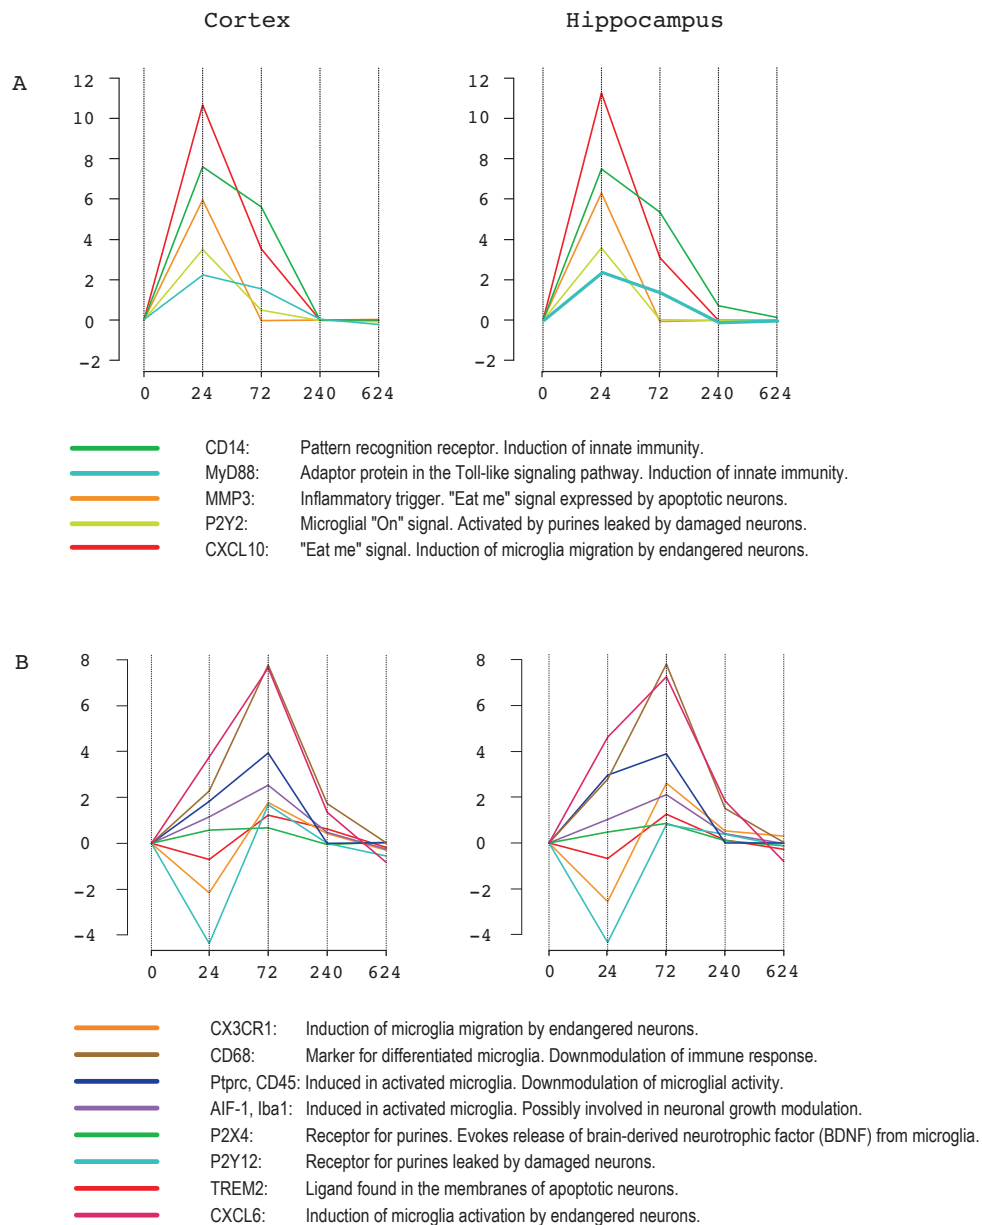 Cortex Hippocampus
A
12 12
10 10
8 8
6 6
4 4
2 2
0 0
−2 −2
0 24 72 240 624 0 24 72 240 624
CD14: Pattern recognition receptor. Induction of innate immunity.
MyD88: Adaptor protein in the Toll-like signaling pathway. Induction of innate immunity.
MMP3: Inflammatory trigger. "Eat me" signal expressed by apoptotic neurons.
P2Y2: Microglial "On" signal. Activated by purines leaked by damaged neurons.
CXCL10: "Eat me" signal. Induction of microglia migration by endangered neurons.
B
8 8
6 6
4 4
2 2
0 0
−2 −2
−4 −4
0 24 72 240 624 0 24 72 240 624
CX3CR1: Induction of microglia migration by endangered neurons.
CD68: Marker for differentiated microglia. Downmodulation of immune response.
Ptprc, CD45: Induced in activated microglia. Downmodulation of microglial activity.
AIF-1, Iba1: Induced in activated microglia. Possibly involved in neuronal growth modulation.
P2X4: Receptor for purines. Evokes release of brain-derived neurotrophic factor (BDNF) from microglia.
P2Y12: Receptor for purines leaked by damaged neurons.
TREM2: Ligand found in the membranes of apoptotic neurons.
CXCL6: Induction of microglia activation by endangered neurons.